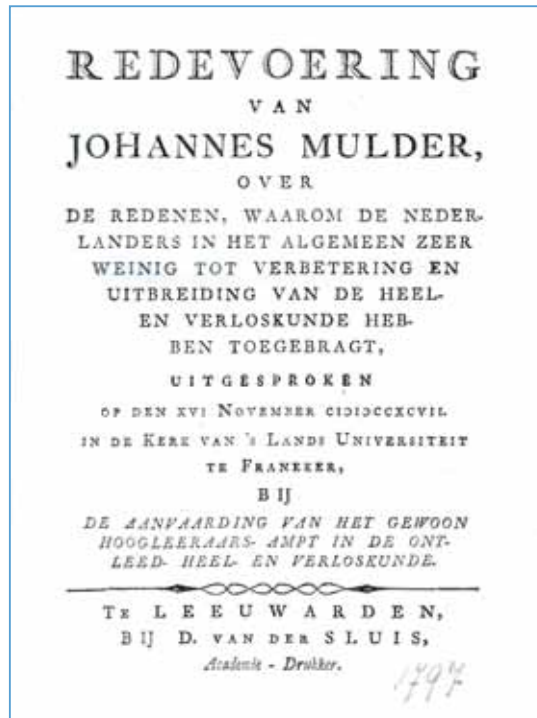 REDEVOERING
VAN
JOHANNES MULDER,
OVER
DE REDENEN, WAAROM DE NEDER-
LANDERS IN HET ALGEMEEN ZEER
WEINIG TOT VERBETERING EN
UITBREIDING VAN DE HEEL-
EN VERLOSKUNDE HEB-
BEN TOEGEBRAGT,
UITGESPROKEN
OP DEN XVI NOVEMBER CIƆIƆCCXCVII.
IN DE KERK VAN 's LANDS UNIVERSITEIT
TE FRANEKER,
BIJ
DE AANVAARDING VAN HET GEWOON
HOOGLEERAARS- AMPT IN DE ONT-
LEED- HEEL- EN VERLOSKUNDE.
TE LEEUWARDEN,
BIJ D. VAN DER SLUIS,
Academie - Drukker.
1797